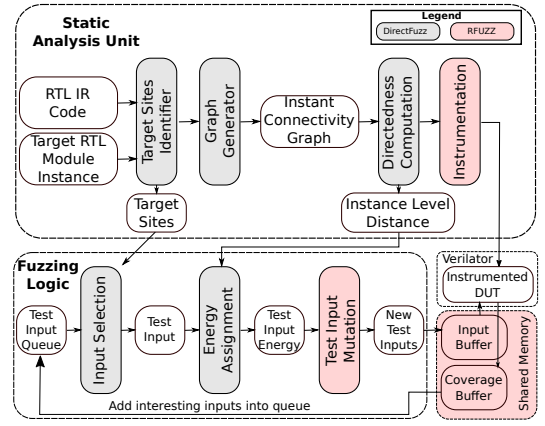 Static
Analysis Unit
Legend
DirectFuzz
RFUZZ
RTL IR
Code
Target RTL
Module
Instance
Target Sites
Identifier
Graph
Generator
Instant
Connectivity
Graph
Directedness
Computation
Instrumentation
Target
Sites
Instance Level
Distance
Fuzzing
Logic
Test
Input
Queue
Input Selection
Test
Input
Energy
Assignment
Test
Input
Energy
Test Input
Mutation
New
Test
Inputs
Verilator
Instrumented
DUT
Input
Buffer
Coverage
Buffer
Shared Memory
Add interesting inputs into queue